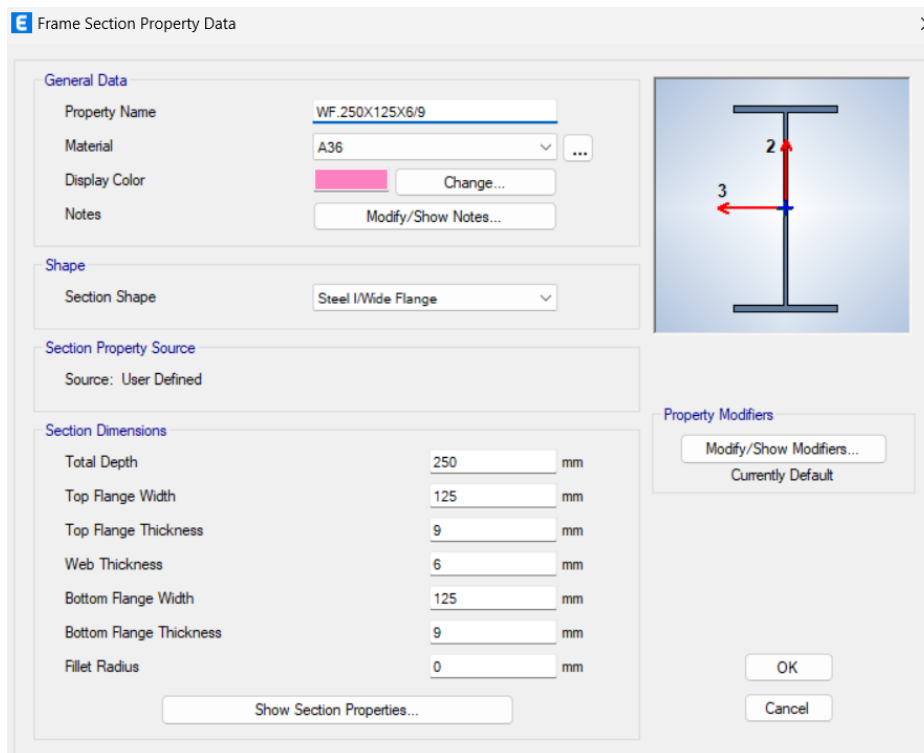 E Frame Section Property Data
General Data
Property Name WF.250X125X6/9
Material A36 ...
Display Color Change...
Notes Modify/Show Notes...
2
3
Shape
Section Shape Steel I/Wide Flange
Section Property Source
Source: User Defined
Property Modifiers
Modify/Show Modifiers...
Currently Default
Section Dimensions
Total Depth 250 mm
Top Flange Width 125 mm
Top Flange Thickness 9 mm
Web Thickness 6 mm
Bottom Flange Width 125 mm
Bottom Flange Thickness 9 mm
Fillet Radius 0 mm
Show Section Properties...
OK
Cancel